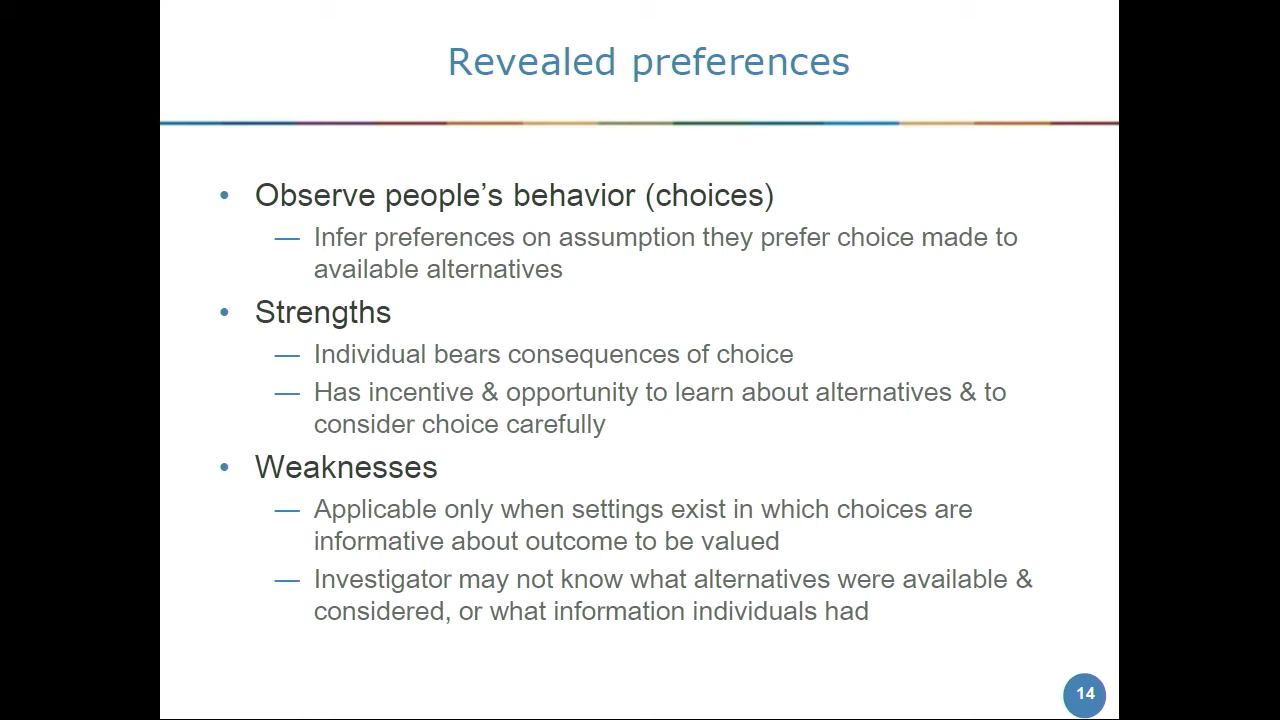 Revealed preferences
• Observe people’s behavior (choices)
— Infer preferences on assumption they prefer choice made to
available alternatives
• Strengths
— Individual bears consequences of choice
— Has incentive & opportunity to learn about alternatives & to
consider choice carefully
• Weaknesses
— Applicable only when settings exist in which choices are
informative about outcome to be valued
— Investigator may not know what alternatives were available &
considered, or what information individuals had
14